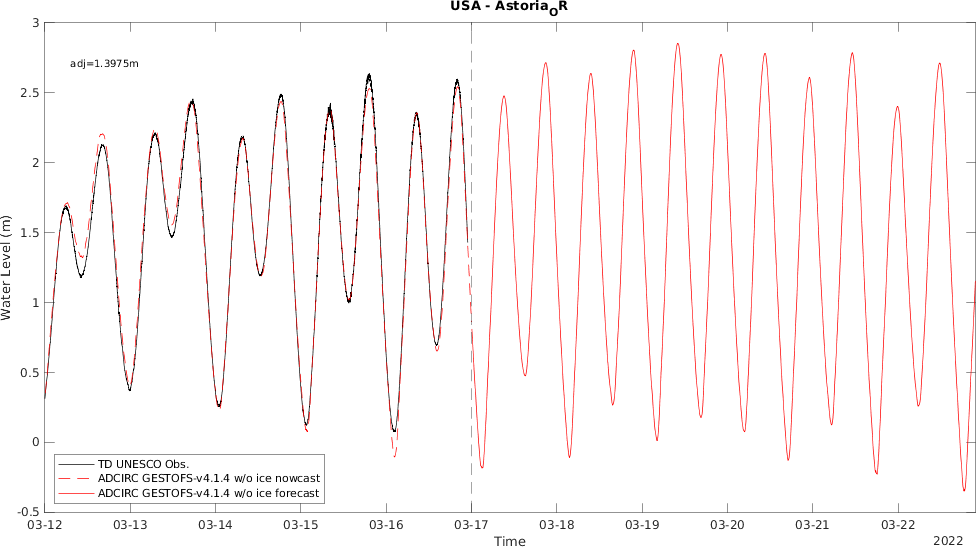 USA - AstoriaOR
3
adj=1.3975m
2.5
2
1.5
1
0.5
0
-0.5
Water Level (m)
TD UNESCO Obs.
ADCIRC GESTOFS-v4.1.4 w/o ice nowcast
ADCIRC GESTOFS-v4.1.4 w/o ice forecast
03-12 03-13 03-14 03-15 03-16 03-17 03-18 03-19 03-20 03-21 03-22
Time
2022